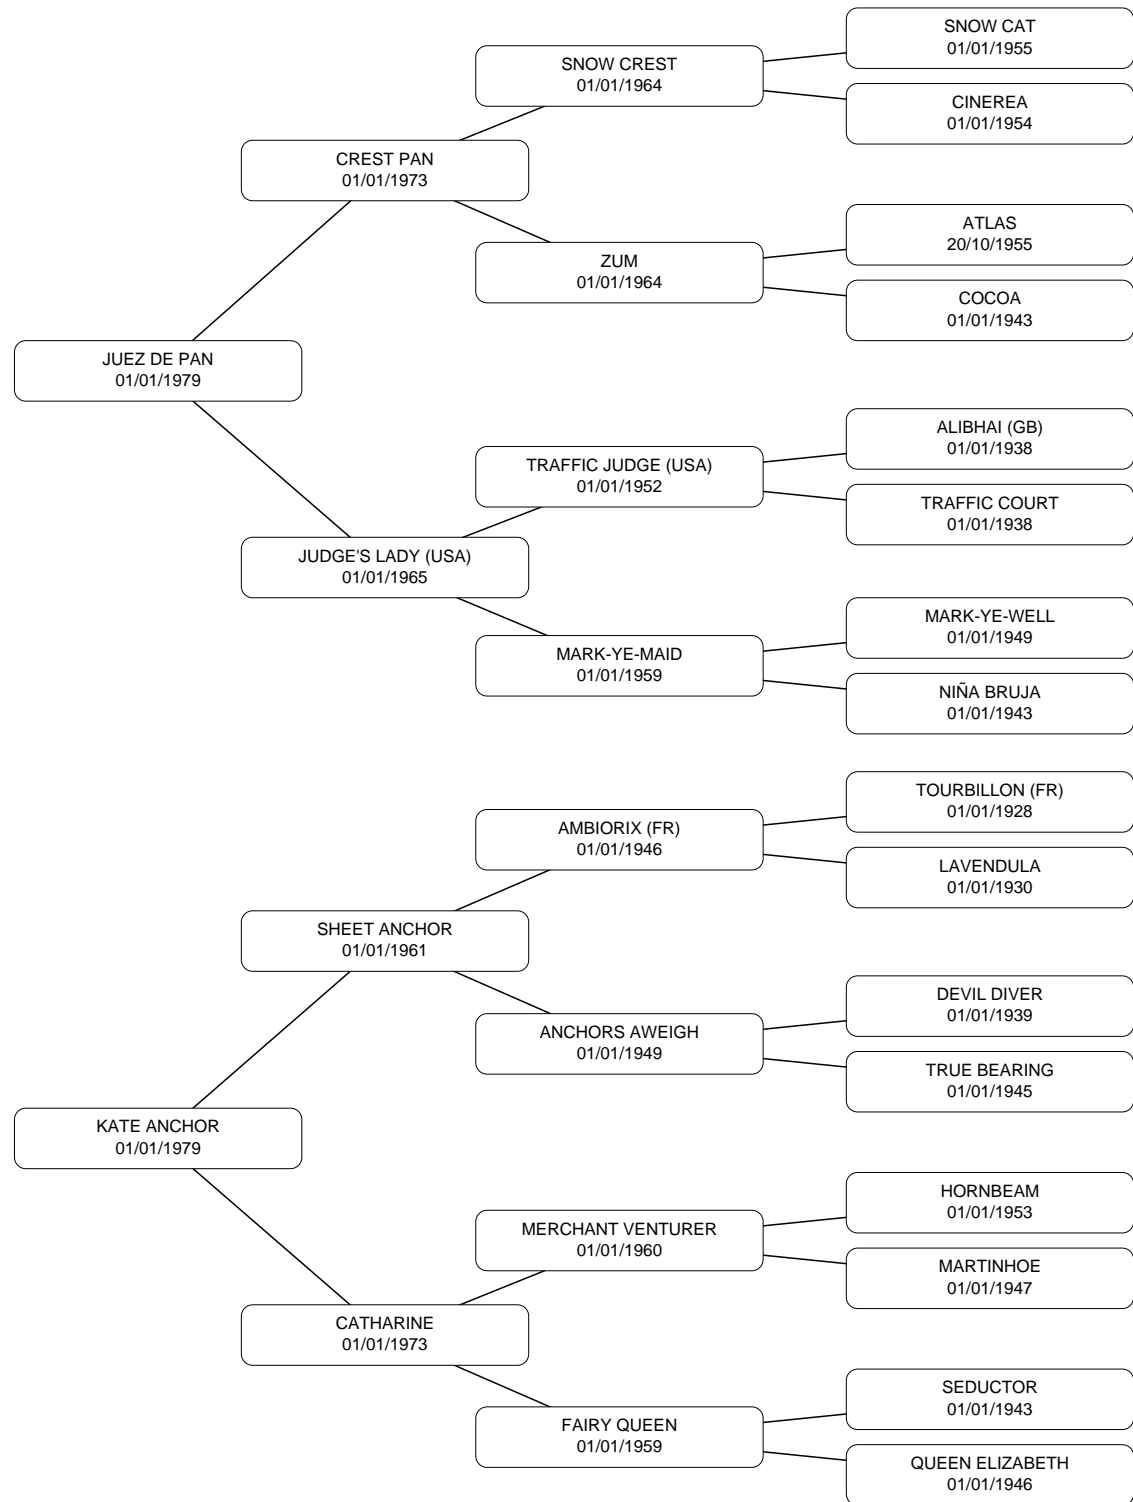 SNOW CAT
01/01/1955
SNOW CREST
01/01/1964
CINEREA
01/01/1954
CREST PAN
01/01/1973
ATLAS
20/10/1955
ZUM
01/01/1964
COCOA
01/01/1943
JUEZ DE PAN
01/01/1979
ALIBHAI (GB)
01/01/1938
TRAFFIC JUDGE (USA)
01/01/1952
TRAFFIC COURT
01/01/1938
JUDGE'S LADY (USA)
01/01/1965
MARK-YE-WELL
01/01/1949
MARK-YE-MAID
01/01/1959
NIÑA BRUJA
01/01/1943
TOURBILLON (FR)
01/01/1928
AMBIORIX (FR)
01/01/1946
LAVENDULA
01/01/1930
SHEET ANCHOR
01/01/1961
DEVIL DIVER
01/01/1939
ANCHORS AWEIGH
01/01/1949
TRUE BEARING
01/01/1945
KATE ANCHOR
01/01/1979
HORNBEAM
01/01/1953
MERCHANT VENTURER
01/01/1960
MARTINHOE
01/01/1947
CATHARINE
01/01/1973
SEDUCTOR
01/01/1943
FAIRY QUEEN
01/01/1959
QUEEN ELIZABETH
01/01/1946